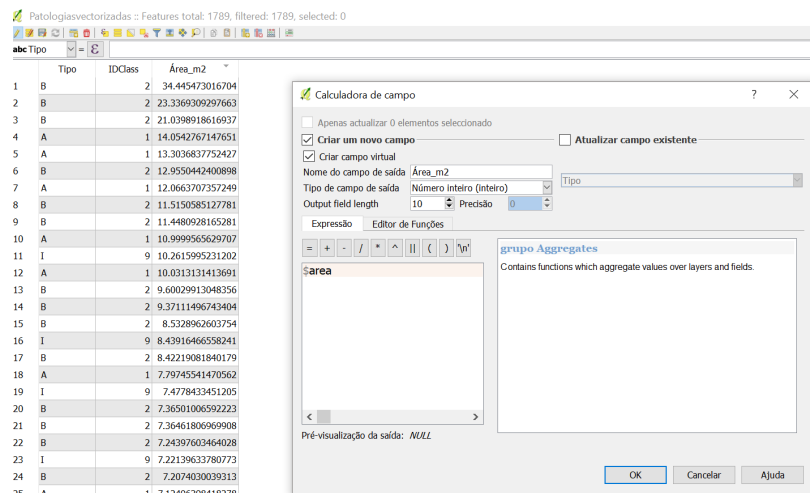 Patologiasvectorizadas :: Features total: 1789, filtered: 1789, selected: 0
abc Tipo = ε
Tipo IDClass Área_m2
1 B 2 34.445473016704
2 B 2 23.3369309297663
3 B 2 21.0398918616937
4 A 1 14.0542767147651
5 A 1 13.3036837752427
6 B 2 12.9550442400898
7 A 1 12.0663707357249
8 B 2 11.5150585127781
9 B 2 11.4480928165281
10 A 1 10.9999565629707
11 I 9 10.2615995231202
12 A 1 10.0313131413691
13 B 2 9.60029913048356
14 B 2 9.37111496743404
15 B 2 8.5328962603754
16 I 9 8.43916466558241
17 B 2 8.42219081840179
18 A 1 7.79745541470562
19 I 9 7.4778433451205
20 B 2 7.36501006592223
21 B 2 7.36461806969908
22 B 2 7.24397603464028
23 I 9 7.22139633780773
24 B 2 7.2074030039313
Calculadora de campo ? ×
Apenas actualizar 0 elementos seleccionado
Criar um novo campo
Atualizar campo existente
Criar campo virtual
Nome do campo de saída Área_m2
Tipo de campo de saída Número inteiro (inteiro)
Tipo
Output field length 10 Precisão 0
Expressão Editor de Funções
= + - / * ^ || ( ) '\n'
$area
grupo Aggregates
Contains functions which aggregate values over layers and fields.
Pré-visualização da saída: NULL
OK Cancelar Ajuda